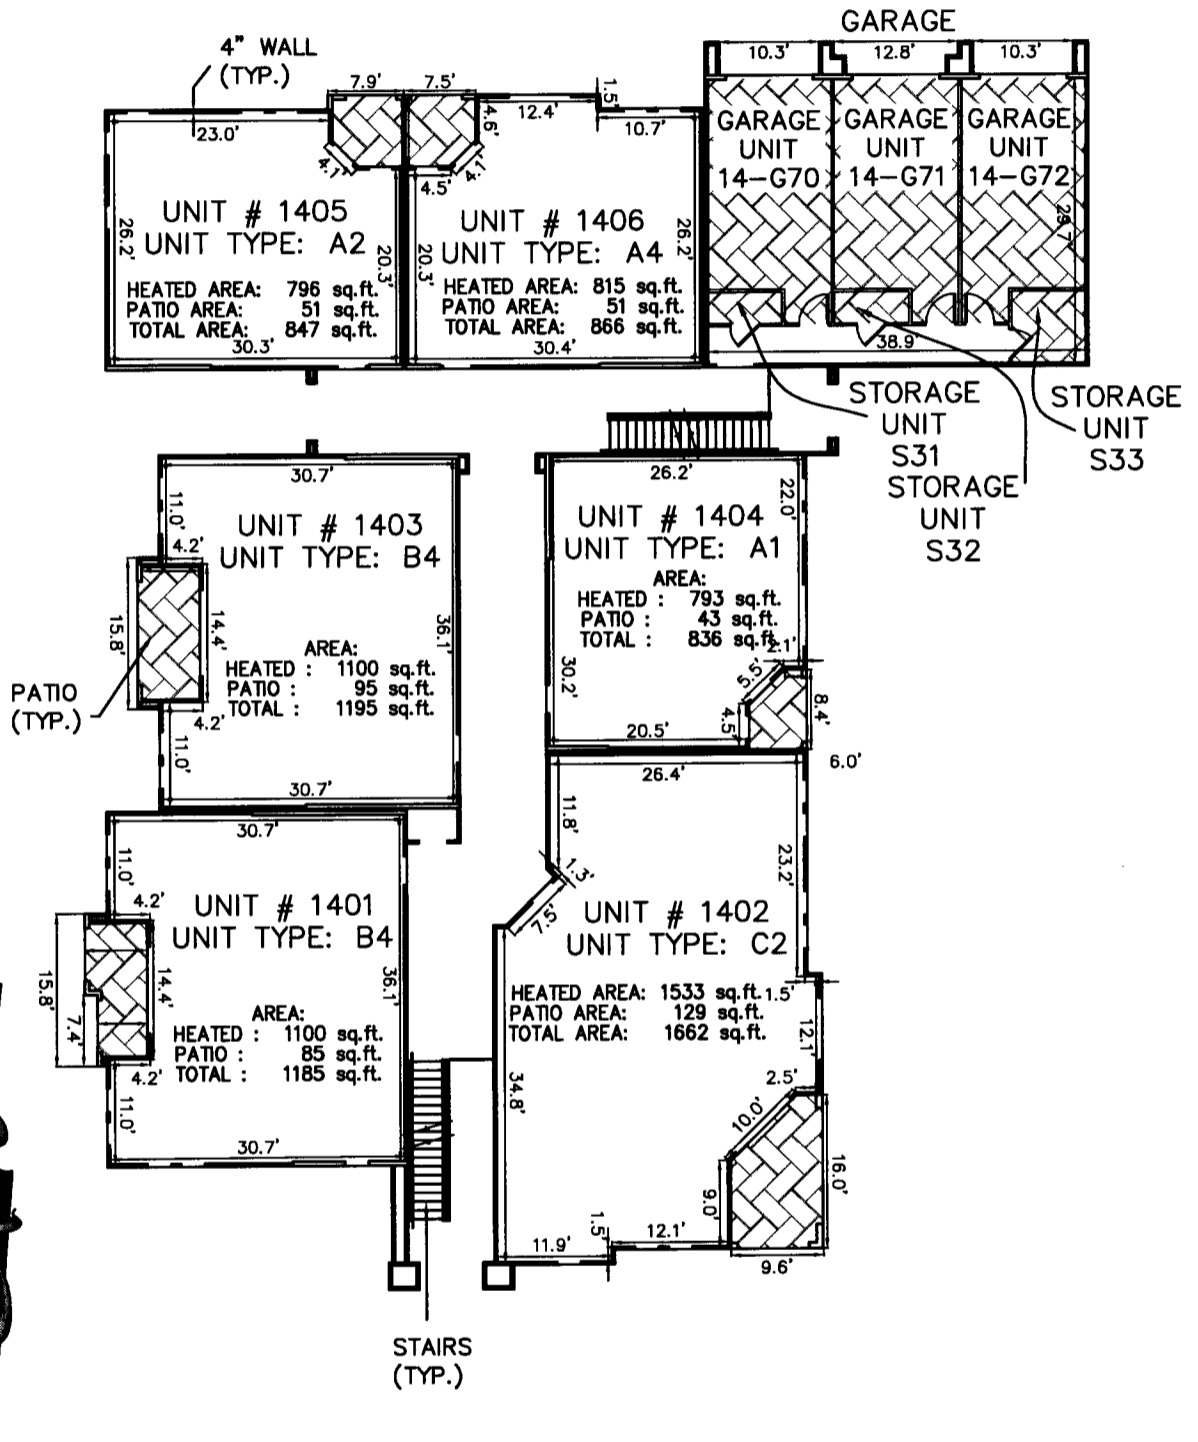 GARAGE
4" WALL
(TYP.)
10.3'
12.8'
10.3'
7.9'
7.5'
1.5'
23.0'
4.6'
12.4'
10.7'
4.1'
4.1'
4.5'
GARAGE
UNIT
14-G70
GARAGE
UNIT
14-G71
GARAGE
UNIT
14-G72
29.7'
UNIT # 1405
UNIT TYPE: A2
26.2'
20.3'
HEATED AREA: 796 sq.ft.
PATIO AREA: 51 sq.ft.
TOTAL AREA: 847 sq.ft.
30.3'
UNIT # 1406
UNIT TYPE: A4
20.3'
26.2'
HEATED AREA: 815 sq.ft.
PATIO AREA: 51 sq.ft.
TOTAL AREA: 866 sq.ft.
30.4'
38.9'
STORAGE
UNIT
S31
STORAGE
UNIT
S32
STORAGE
UNIT
S33
30.7'
11.0'
UNIT # 1403
UNIT TYPE: B4
4.2'
15.8'
14.4'
36.1'
AREA:
HEATED : 1100 sq.ft.
PATIO : 95 sq.ft.
TOTAL : 1195 sq.ft.
PATIO
(TYP.)
4.2'
11.0'
30.7'
26.2'
22.0'
UNIT # 1404
UNIT TYPE: A1
AREA:
HEATED : 793 sq.ft.
PATIO : 43 sq.ft.
TOTAL : 836 sq.ft.
2.1'
30.2'
5.5'
8.4'
4.5'
20.5'
6.0'
30.7'
11.0'
4.2'
UNIT # 1401
UNIT TYPE: B4
15.8'
14.4'
7.4'
36.1'
AREA:
HEATED : 1100 sq.ft.
PATIO : 85 sq.ft.
TOTAL : 1185 sq.ft.
4.2'
11.0'
30.7'
26.4'
11.8'
23.2'
1.3'
7.5'
UNIT # 1402
UNIT TYPE: C2
HEATED AREA: 1533 sq.ft.
PATIO AREA: 129 sq.ft.
TOTAL AREA: 1662 sq.ft.
1.5'
12.1'
34.8'
2.5'
10.0'
16.0'
9.0'
1.5'
11.9'
12.1'
9.6'
STAIRS
(TYP.)